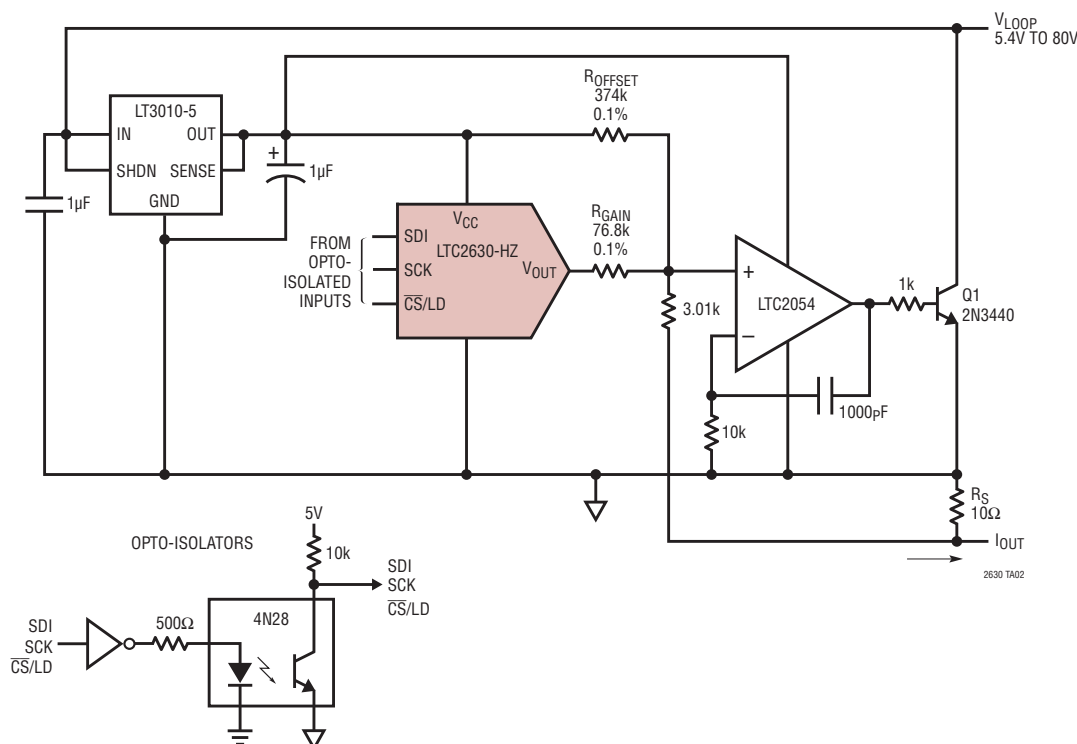 VLOOP
5.4V TO 80V
LT3010-5
IN
OUT
SHDN
SENSE
GND
1µF
+
1µF
ROFFSET
374k
0.1%
RGAIN
76.8k
0.1%
FROM
OPTO-
ISOLATED
INPUTS
SDI
SCK
CS/LD
VCC
LTC2630-HZ
VOUT
3.01k
+
–
LTC2054
1k
Q1
2N3440
1000pF
10k
RS
10Ω
IOUT
2630 TA02
OPTO-ISOLATORS
5V
10k
SDI
SCK
CS/LD
4N28
500Ω
SDI
SCK
CS/LD